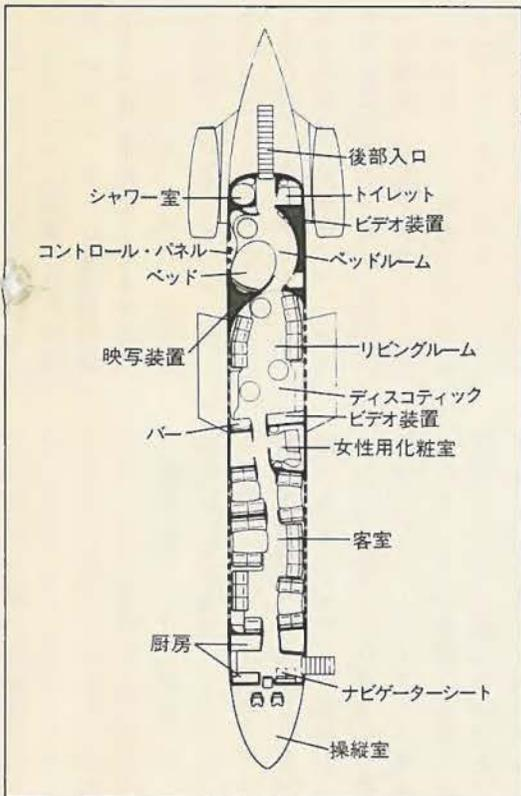 後部入口
シャワー室
トイレット
ビデオ装置
コントロール・パネル
ベッドルーム
ベッド
映写装置
リビングルーム
ディスコティック
バー
ビデオ装置
女性用化粧室
客室
厨房
ナビゲーターシート
操縦室